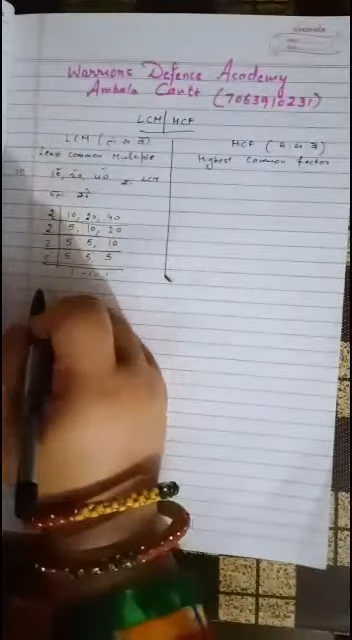 Warriors Defence Academy
Ambala Cantt (7063910231)
LCM | HCF
LCM (ल॰ स॰ व॰)
Least Common Multiple
HCF (म॰ स॰ व॰)
Highest Common factor
10, 20, 40 LCM
2 | 10, 20, 40
2 | 5, 10, 20
2 | 5 5, 10
5 | 5 5, 5